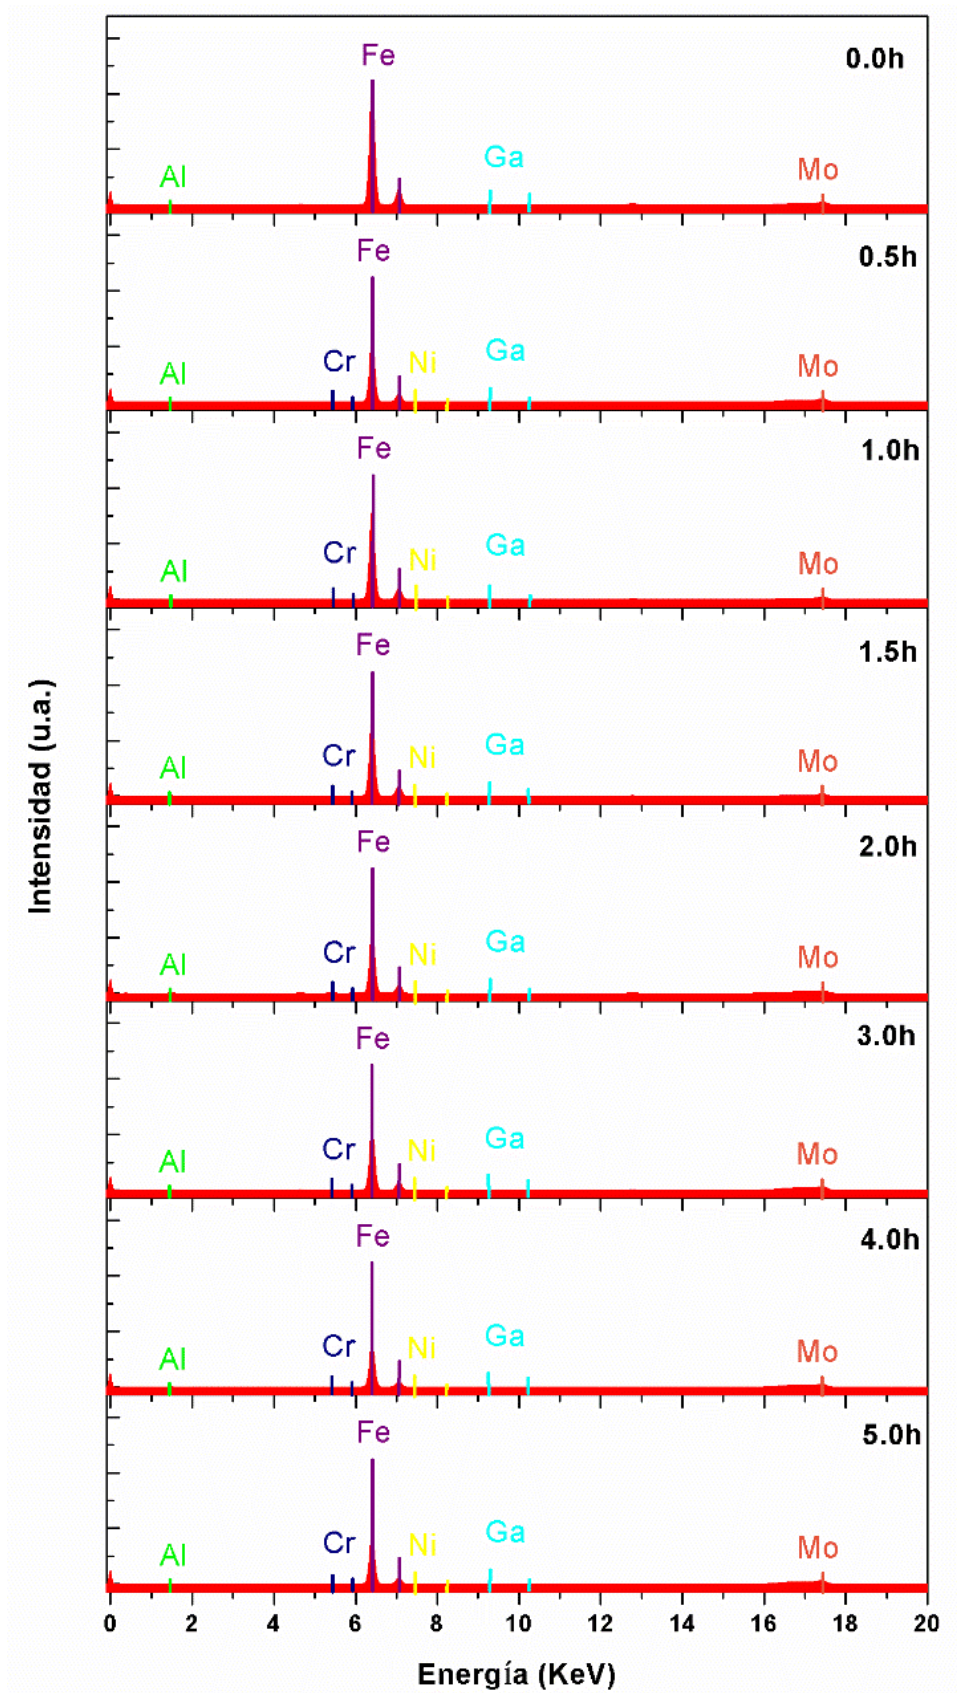 Fe
0.0h
Ga
Al
Mo
Fe
0.5h
Ga
Cr
Ni
Al
Mo
Fe
1.0h
Ga
Cr
Ni
Al
Mo
Fe
1.5h
Ga
Cr
Ni
Al
Mo
Fe
2.0h
Ga
Cr
Ni
Al
Mo
Fe
3.0h
Ga
Cr
Ni
Al
Mo
Fe
4.0h
Ga
Cr
Ni
Al
Mo
Fe
5.0h
Ga
Cr
Ni
Al
Mo
0 2 4 6 8 10 12 14 16 18 20
Energía (KeV)
Intensidad (u.a.)